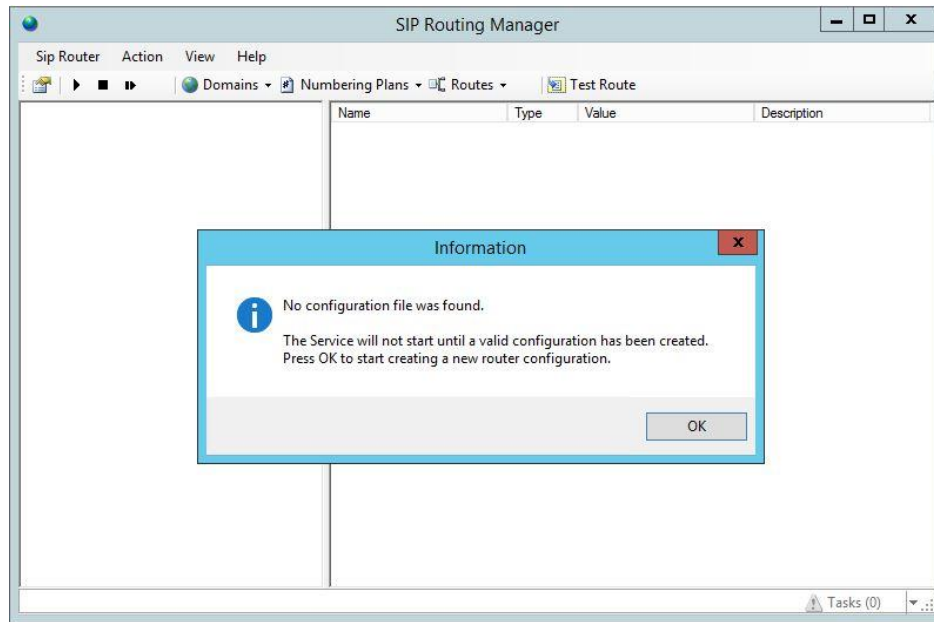 SIP Routing Manager
Sip Router Action View Help
Domains Numbering Plans Routes Test Route
Name Type Value Description
Information
No configuration file was found.
The Service will not start until a valid configuration has been created.
Press OK to start creating a new router configuration.
OK
Tasks (0)